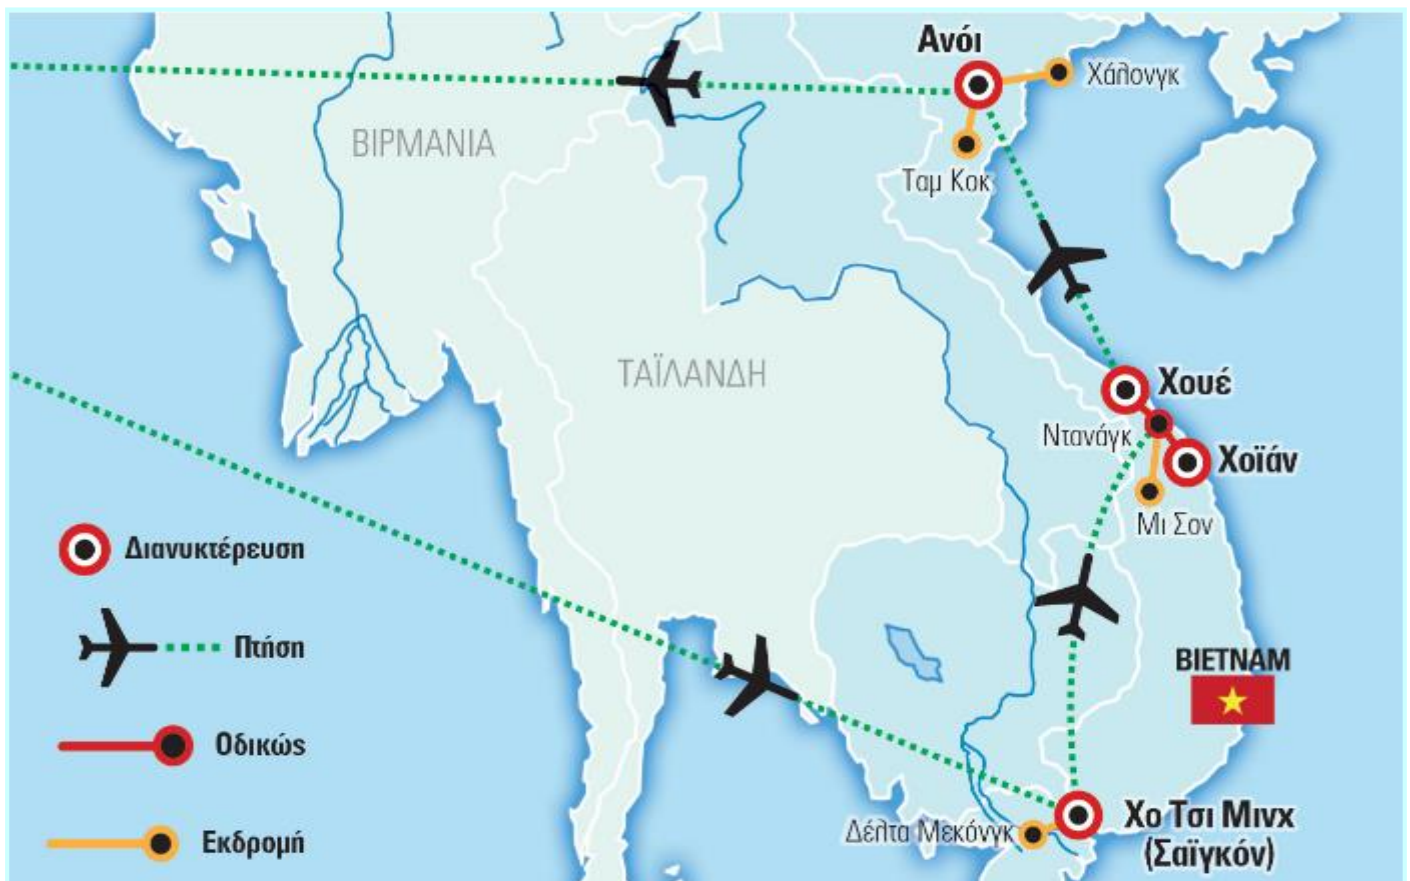 Ανόι
Χάλονγκ
ΒΙΡΜΑΝΙΑ
Ταμ Κοκ
ΤΑΪΛΑΝΔΗ
Χουέ
Ντανάγκ
Χοϊάν
Μι Σον
Διανυκτέρευση
Πτήση
ΒΙΕΤΝΑΜ
Οδικώς
Χο Τσι Μινχ
(Σαϊγκόν)
Δέλτα Μεκόνγκ
Εκδρομή